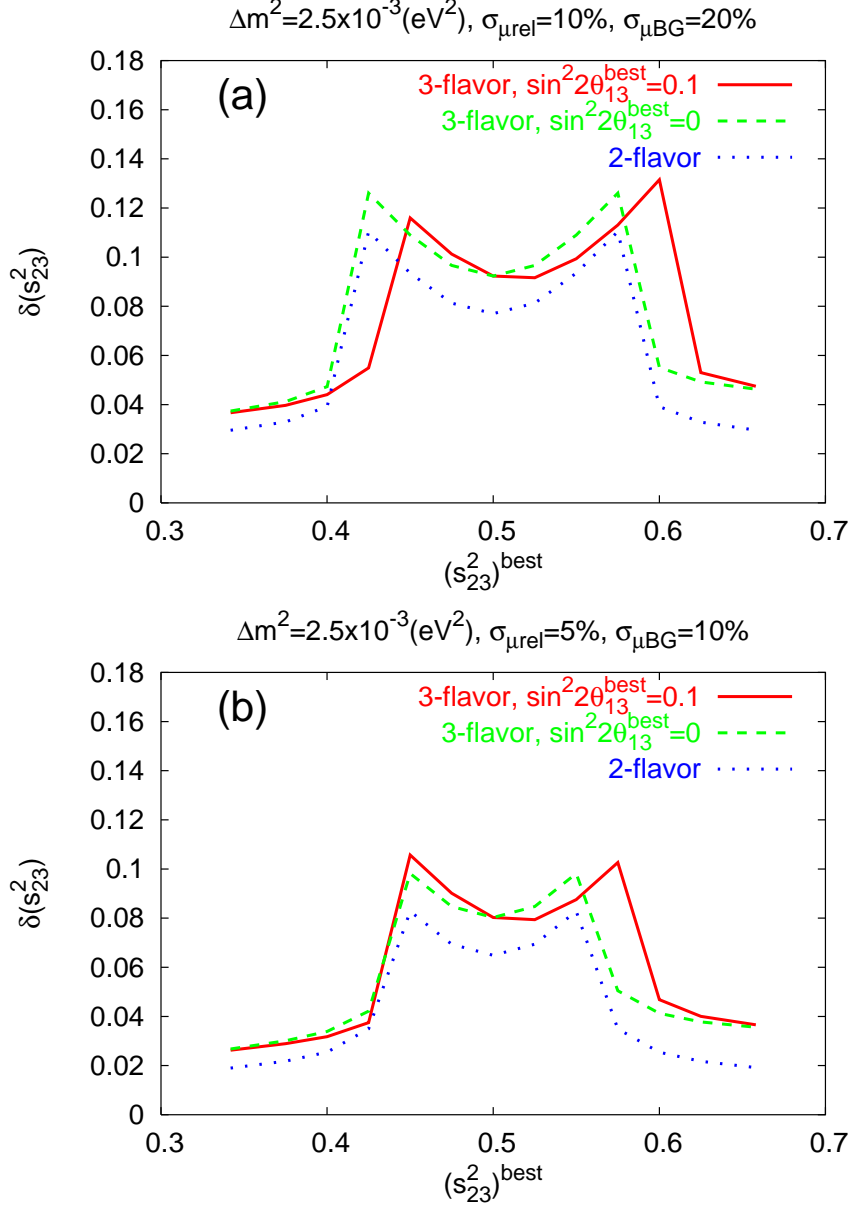 Δm²=2.5x10⁻³(eV²), σμrel=10%, σμBG=20%
0.18
0.16
0.14
0.12
0.1
0.08
0.06
0.04
0.02
0
δ(s²₂₃)
(a)
3-flavor, sin²2θ₁₃ᵇᵉˢᵗ=0.1
3-flavor, sin²2θ₁₃ᵇᵉˢᵗ=0
2-flavor
0.3 0.4 0.5 0.6 0.7
(s²₂₃)ᵇᵉˢᵗ
Δm²=2.5x10⁻³(eV²), σμrel=5%, σμBG=10%
0.18
0.16
0.14
0.12
0.1
0.08
0.06
0.04
0.02
0
δ(s²₂₃)
(b)
3-flavor, sin²2θ₁₃ᵇᵉˢᵗ=0.1
3-flavor, sin²2θ₁₃ᵇᵉˢᵗ=0
2-flavor
0.3 0.4 0.5 0.6 0.7
(s²₂₃)ᵇᵉˢᵗ